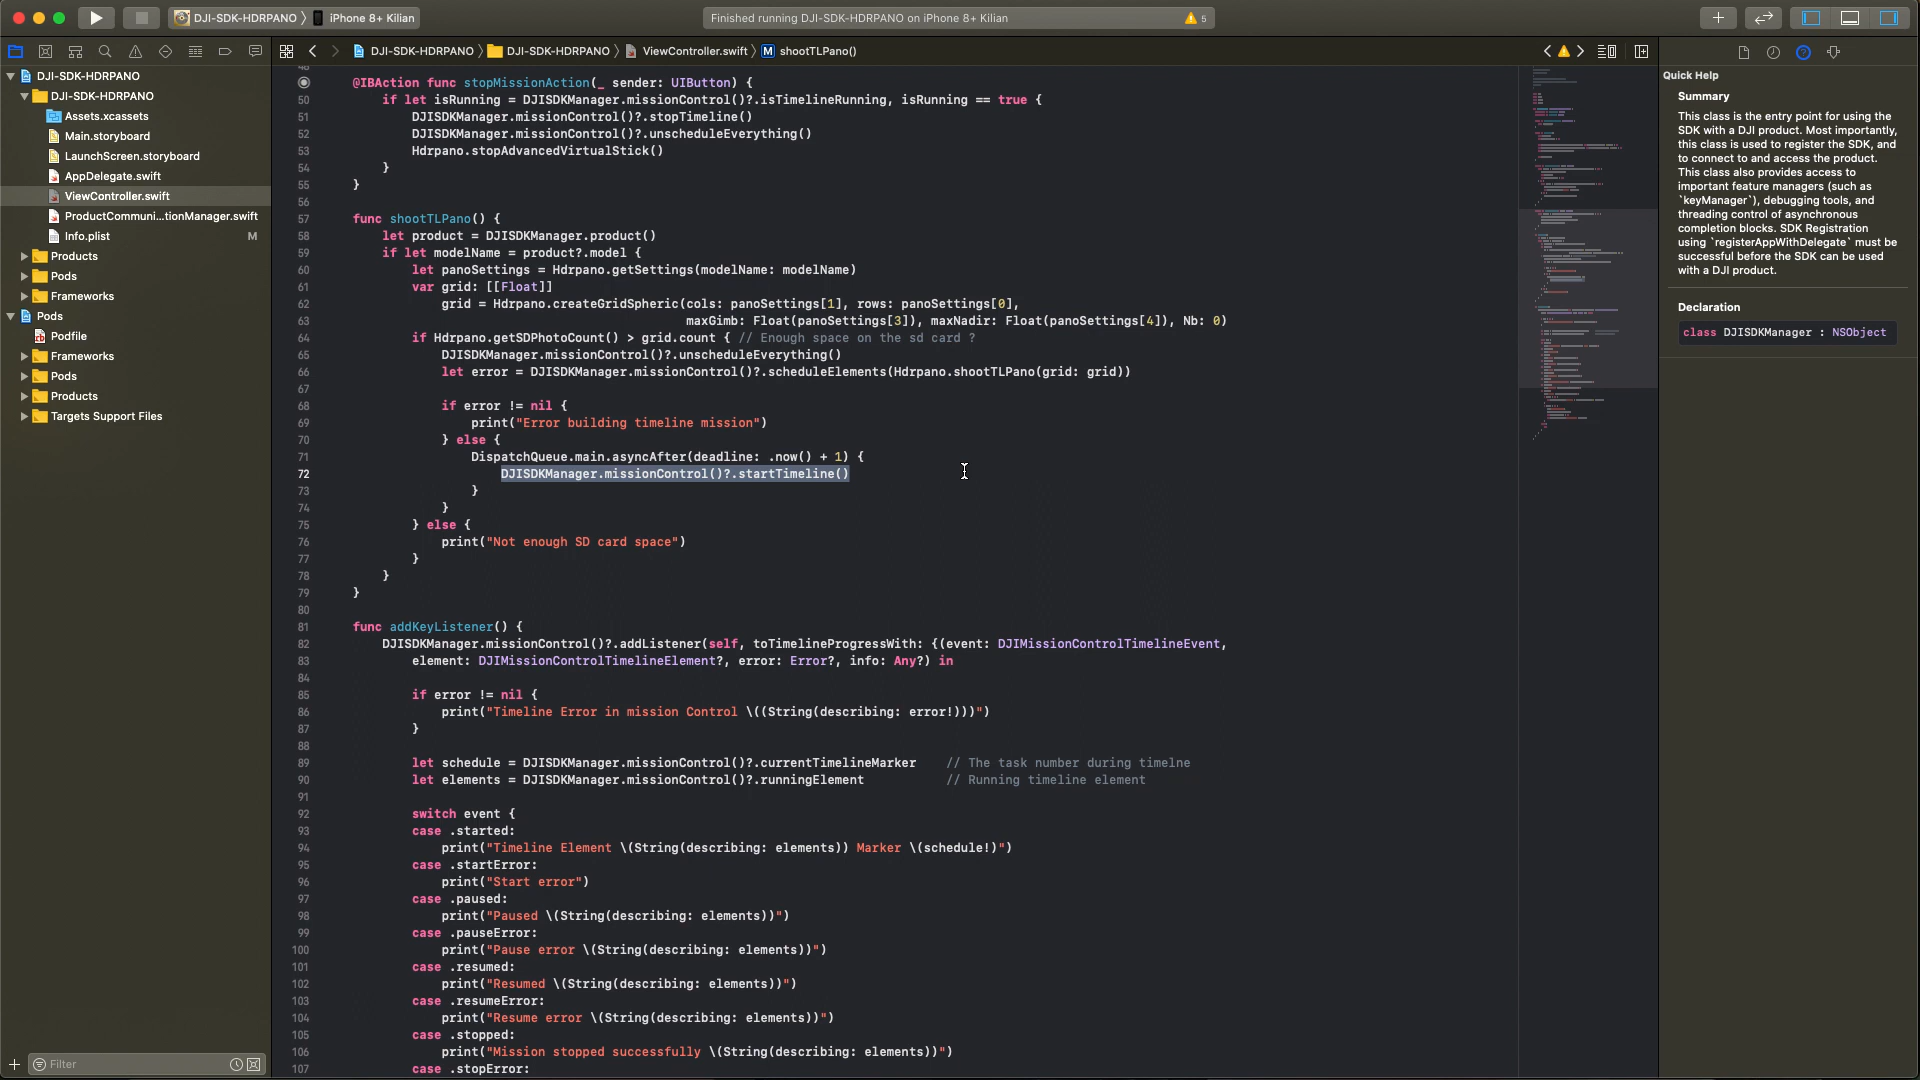 DJI-SDK-HDRPANO
iPhone 8+ Kilian
Finished running DJI-SDK-HDRPANO on iPhone 8+ Kilian
5
DJI-SDK-HDRPANO
DJI-SDK-HDRPANO
ViewController.swift
M
shootTLPano()
DJI-SDK-HDRPANO
DJI-SDK-HDRPANO
Assets.xcassets
Main.storyboard
LaunchScreen.storyboard
AppDelegate.swift
ViewController.swift
ProductCommuni...tionManager.swift
Info.plist
M
Products
Pods
Frameworks
Pods
Podfile
Frameworks
Pods
Products
Targets Support Files
Filter
@IBAction func stopMissionAction(_ sender: UIButton) {
50 if let isRunning = DJISDKManager.missionControl()?.isTimelineRunning, isRunning == true {
51 DJISDKManager.missionControl()?.stopTimeline()
52 DJISDKManager.missionControl()?.unscheduleEverything()
53 Hdrpano.stopAdvancedVirtualStick()
54 }
55 }
56
57 func shootTLPano() {
58 let product = DJISDKManager.product()
59 if let modelName = product?.model {
60 let panoSettings = Hdrpano.getSettings(modelName: modelName)
61 var grid: [[Float]]
62 grid = Hdrpano.createGridSpheric(cols: panoSettings[1], rows: panoSettings[0],
63 maxGimb: Float(panoSettings[3]), maxNadir: Float(panoSettings[4]), Nb: 0)
64 if Hdrpano.getSDPhotoCount() > grid.count { // Enough space on the sd card ?
65 DJISDKManager.missionControl()?.unscheduleEverything()
66 let error = DJISDKManager.missionControl()?.scheduleElements(Hdrpano.shootTLPano(grid: grid))
67
68 if error != nil {
69 print("Error building timeline mission")
70 } else {
71 DispatchQueue.main.asyncAfter(deadline: .now() + 1) {
72 DJISDKManager.missionControl()?.startTimeline()
73 }
74 }
75 } else {
76 print("Not enough SD card space")
77 }
78 }
79 }
80
81 func addKeyListener() {
82 DJISDKManager.missionControl()?.addListener(self, toTimelineProgressWith: {(event: DJIMissionControlTimelineEvent,
83 element: DJIMissionControlTimelineElement?, error: Error?, info: Any?) in
84
85 if error != nil {
86 print("Timeline Error in mission Control \((String(describing: error!)))")
87 }
88
89 let schedule = DJISDKManager.missionControl()?.currentTimelineMarker // The task number during timelne
90 let elements = DJISDKManager.missionControl()?.runningElement // Running timeline element
91
92 switch event {
93 case .started:
94 print("Timeline Element \(String(describing: elements)) Marker \(schedule!)")
95 case .startError:
96 print("Start error")
97 case .paused:
98 print("Paused \(String(describing: elements))")
99 case .pauseError:
100 print("Pause error \(String(describing: elements))")
101 case .resumed:
102 print("Resumed \(String(describing: elements))")
103 case .resumeError:
104 print("Resume error \(String(describing: elements))")
105 case .stopped:
106 print("Mission stopped successfully \(String(describing: elements))")
107 case .stopError:
Quick Help
Summary
This class is the entry point for using the
SDK with a DJI product. Most importantly,
this class is used to register the SDK, and
to connect to and access the product.
This class also provides access to
important feature managers (such as
`keyManager`), debugging tools, and
threading control of asynchronous
completion blocks. SDK Registration
using `registerAppWithDelegate` must be
successful before the SDK can be used
with a DJI product.
Declaration
class DJISDKManager : NSObject